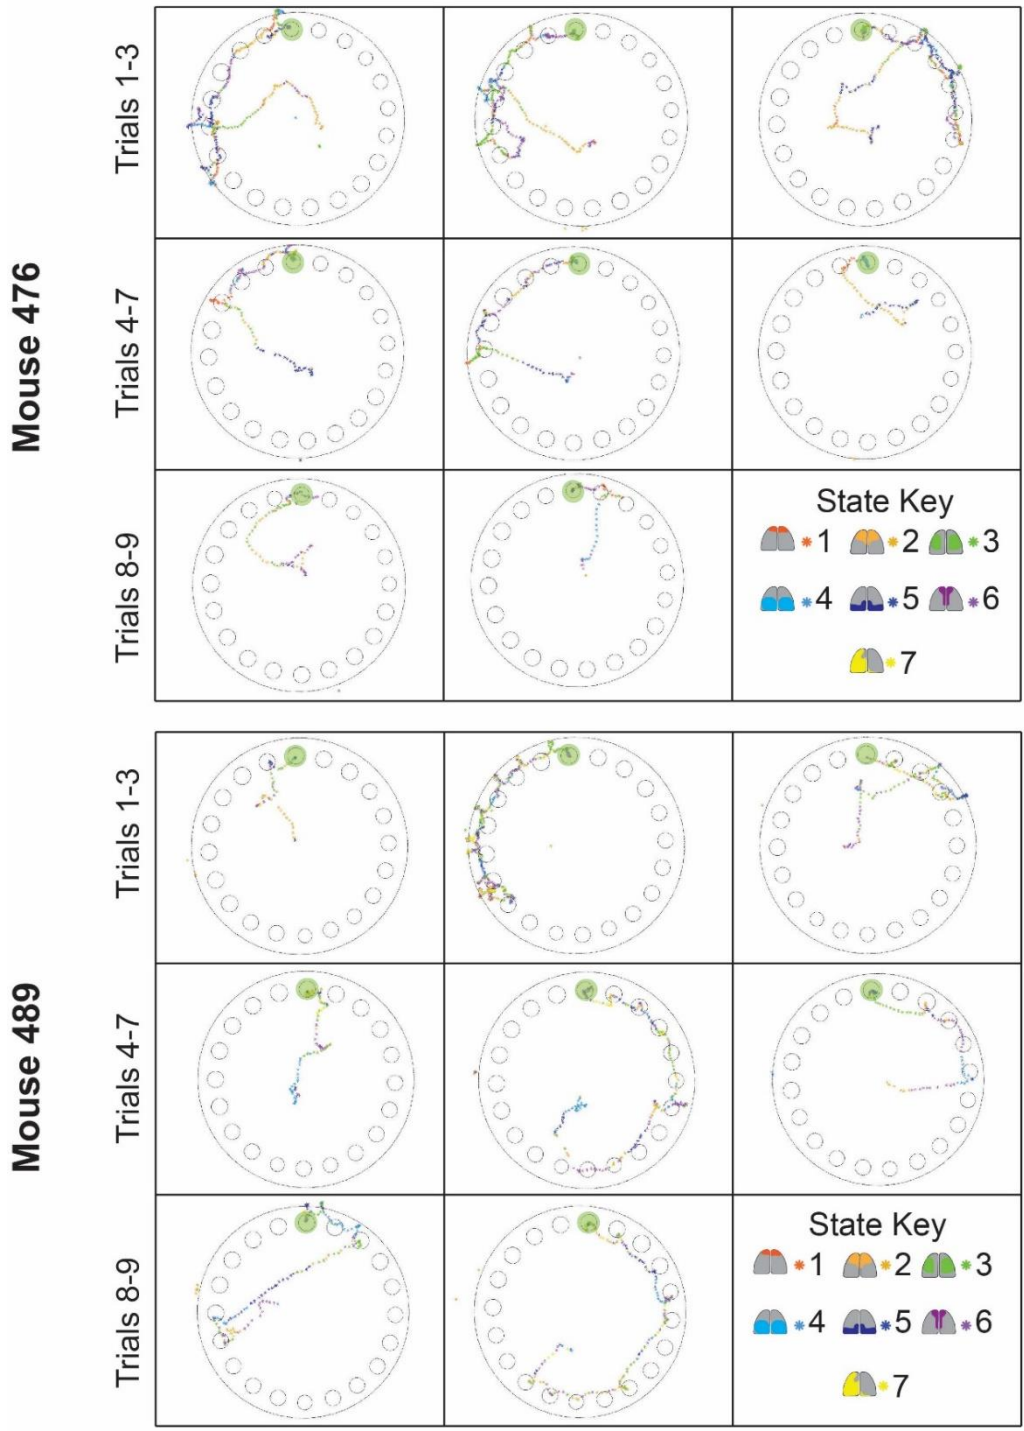 Mouse 476
Trials 1-3
Trials 4-7
Trials 8-9
State Key
1 2 3
4 5 6
7
Mouse 489
Trials 1-3
Trials 4-7
Trials 8-9
State Key
1 2 3
4 5 6
7